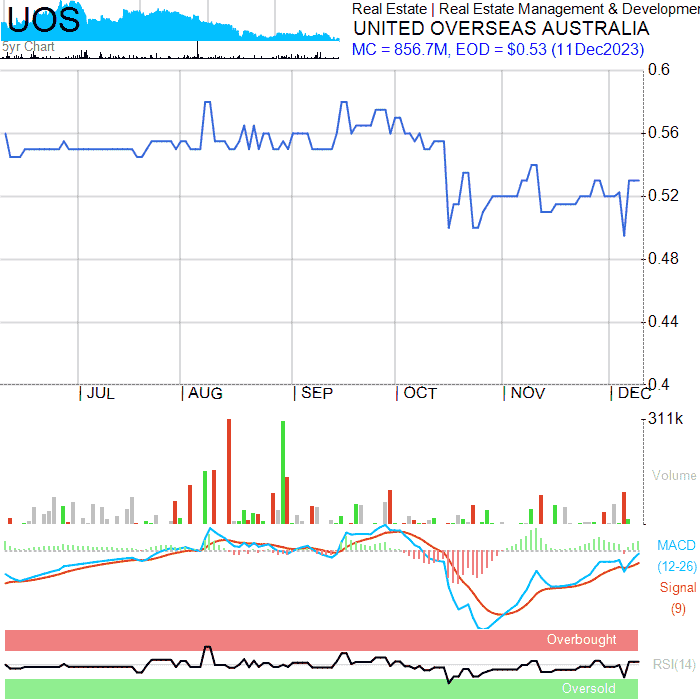 UOS
5yr Chart
Real Estate | Real Estate Management & Developmen
UNITED OVERSEAS AUSTRALIA
MC = 856.7M, EOD = $0.53 (11Dec2023)
0.6
0.56
0.52
0.48
0.44
0.4
JUL AUG SEP OCT NOV DEC
311k
Volume
MACD
(12-26)
Signal
(9)
Overbought
RSI(14)
Oversold